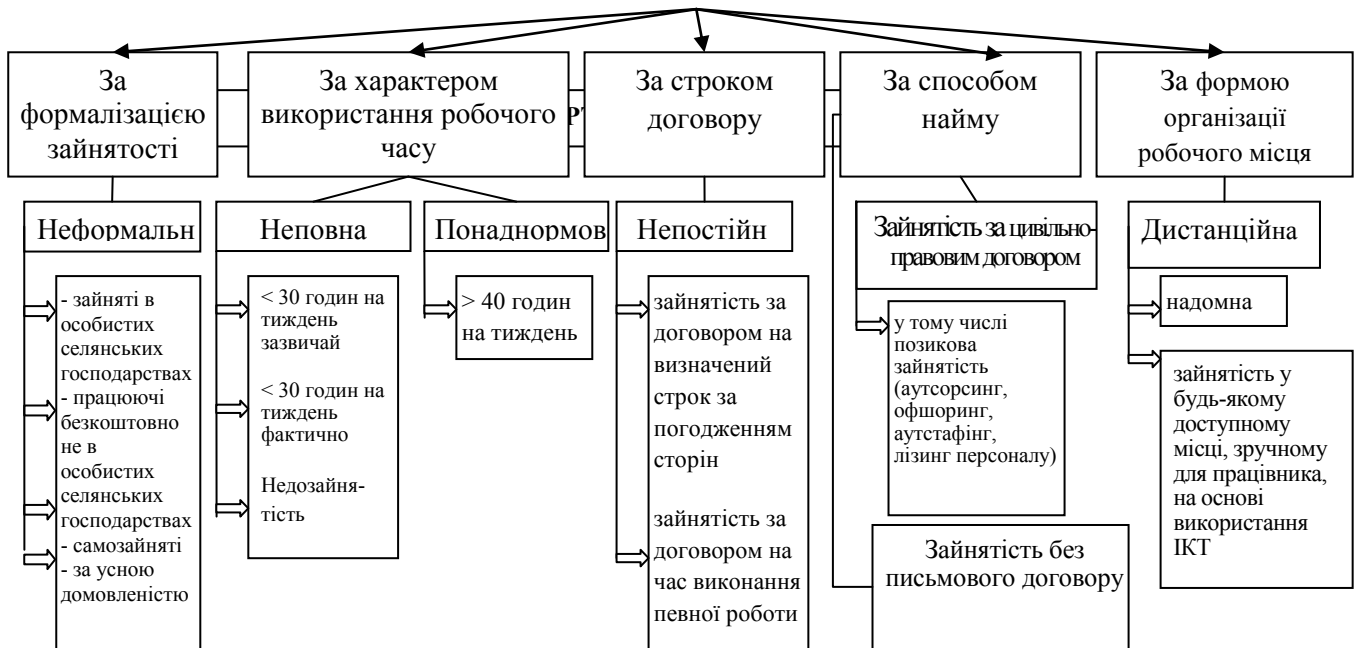 За
формалізацією
зайнятості
За характером
використання робочого
часу
За строком
договору
За способом
найму
За формою
організації
робочого місця
Неформальн
- зайняті в
особистих
селянських
господарствах
- працюючі
безкоштовно
не в
особистих
селянських
господарствах
- самозайняті
- за усною
домовленістю
Неповна
< 30 годин на
тиждень
зазвичай
< 30 годин на
тиждень
фактично
Недозайня-
тість
Понаднормов
> 40 годин
на тиждень
Непостійн
зайнятість за
договором на
визначений
строк за
погодженням
сторін
зайнятість за
договором на
час виконання
певної роботи
Зайнятість за цивільно-
правовим договором
у тому числі
позикова
зайнятість
(аутсорсинг,
офшоринг,
аутстафінг,
лізинг персоналу)
Зайнятість без
письмового договору
Дистанційна
надомна
зайнятість у
будь-якому
доступному
місці, зручному
для працівника,
на основі
використання
ІКТ